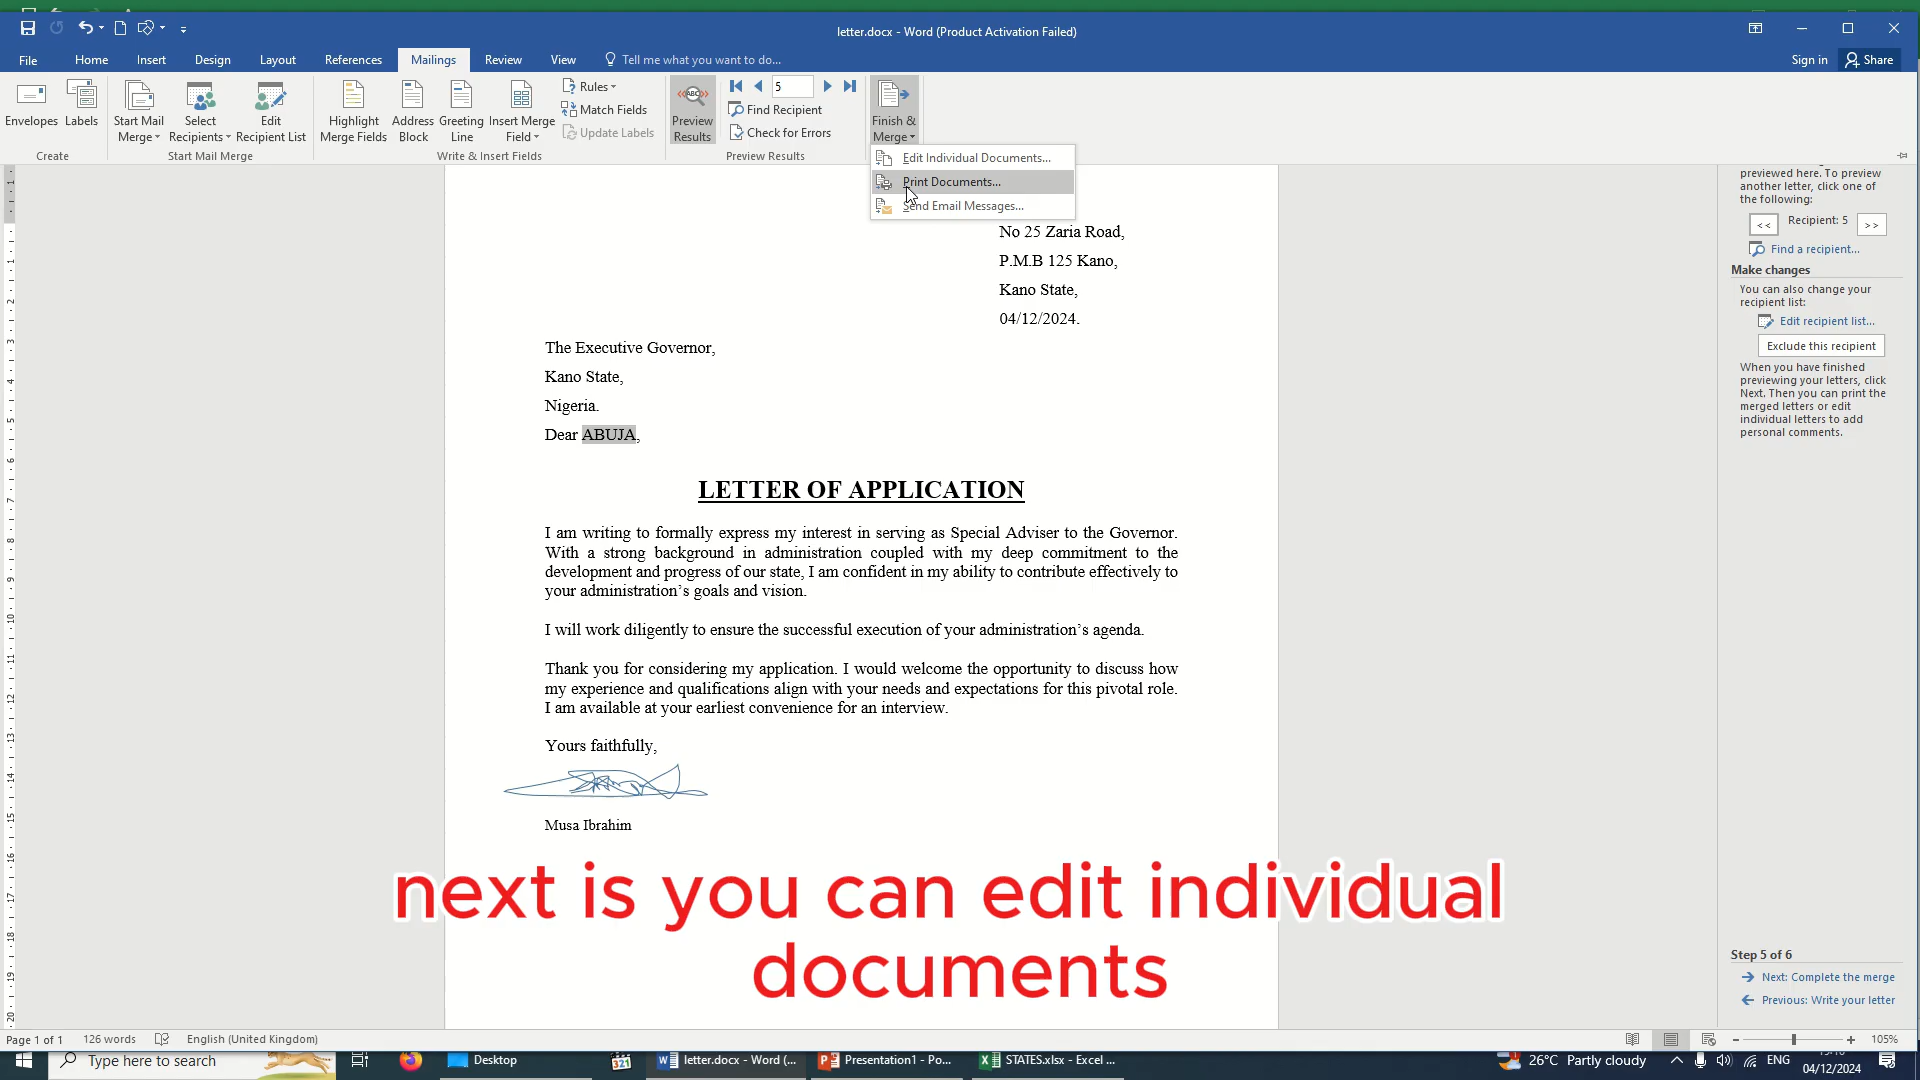 letter.docx - Word (Product Activation Failed)
File Home Insert Design Layout References Mailings Review View Tell me what you want to do... Sign in Share
Envelopes Labels
Create
Start Mail Merge
Select Recipients
Edit Recipient List
Start Mail Merge
Highlight Merge Fields
Address Block
Greeting Line
Insert Merge Field
Rules
Match Fields
Update Labels
Write & Insert Fields
ABC
Preview Results
5
Find Recipient
Check for Errors
Preview Results
Finish & Merge
Edit Individual Documents...
Print Documents...
Send Email Messages...
No 25 Zaria Road,
P.M.B 125 Kano,
Kano State,
04/12/2024.
The Executive Governor,
Kano State,
Nigeria.
Dear ABUJA,
LETTER OF APPLICATION
I am writing to formally express my interest in serving as Special Adviser to the Governor.
With a strong background in administration coupled with my deep commitment to the
development and progress of our state, I am confident in my ability to contribute effectively to
your administration’s goals and vision.
I will work diligently to ensure the successful execution of your administration’s agenda.
Thank you for considering my application. I would welcome the opportunity to discuss how
my experience and qualifications align with your needs and expectations for this pivotal role.
I am available at your earliest convenience for an interview.
Yours faithfully,
Musa Ibrahim
next is you can edit individual
documents
previewed here. To preview
another letter, click one of
the following:
<< Recipient: 5 >>
Find a recipient...
Make changes
You can also change your
recipient list:
Edit recipient list...
Exclude this recipient
When you have finished
previewing your letters, click
Next. Then you can print the
merged letters or edit
individual letters to add
personal comments.
Step 5 of 6
Next: Complete the merge
Previous: Write your letter
Page 1 of 1 126 words English (United Kingdom) 105%
Type here to search Desktop 321 letter.docx - Word (... Presentation1 - Po... STATES.xlsx - Excel ... 26°C Partly cloudy ENG
04/12/2024